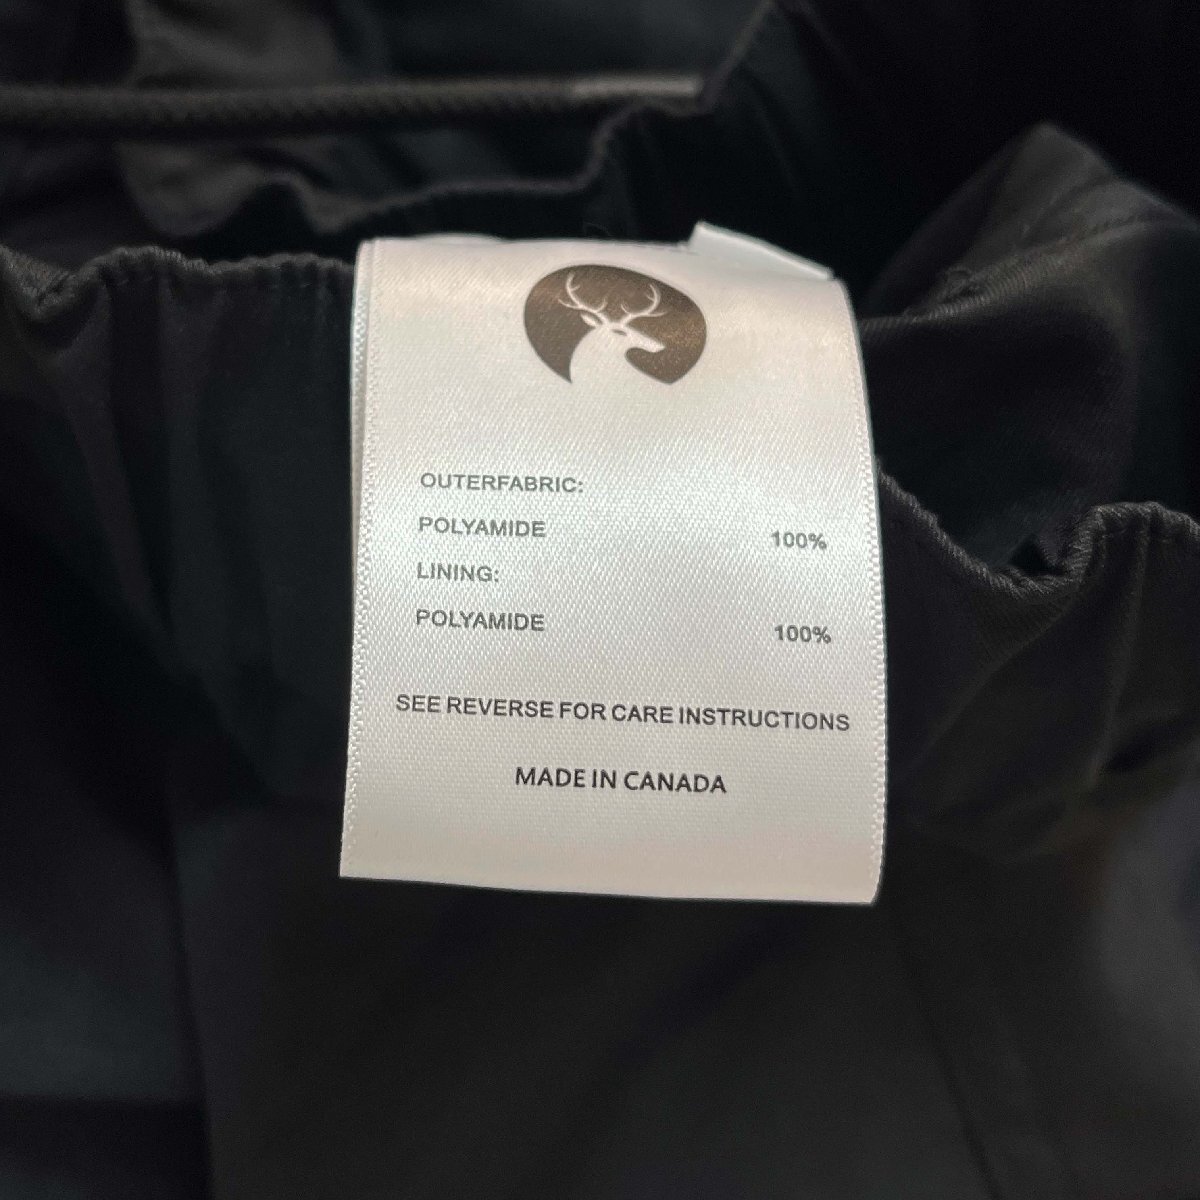 OUTERFABRIC:
POLYAMIDE 100%
LINING:
POLYAMIDE 100%
SEE REVERSE FOR CARE INSTRUCTIONS
MADE IN CANADA